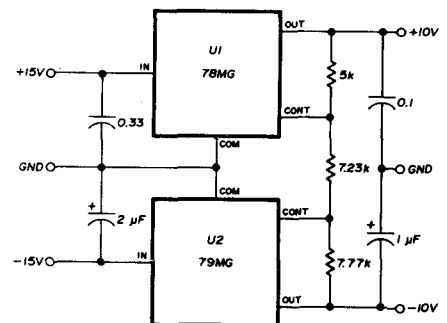 OUT
+10V
U1
78MG
+15V
IN
5k
CONT
0.1
0.33
COM
GND
7.23k
GND
COM
+
2 μF
CONT
U2
79MG
+
1 μF
7.77k
-15V
IN
OUT
-10V